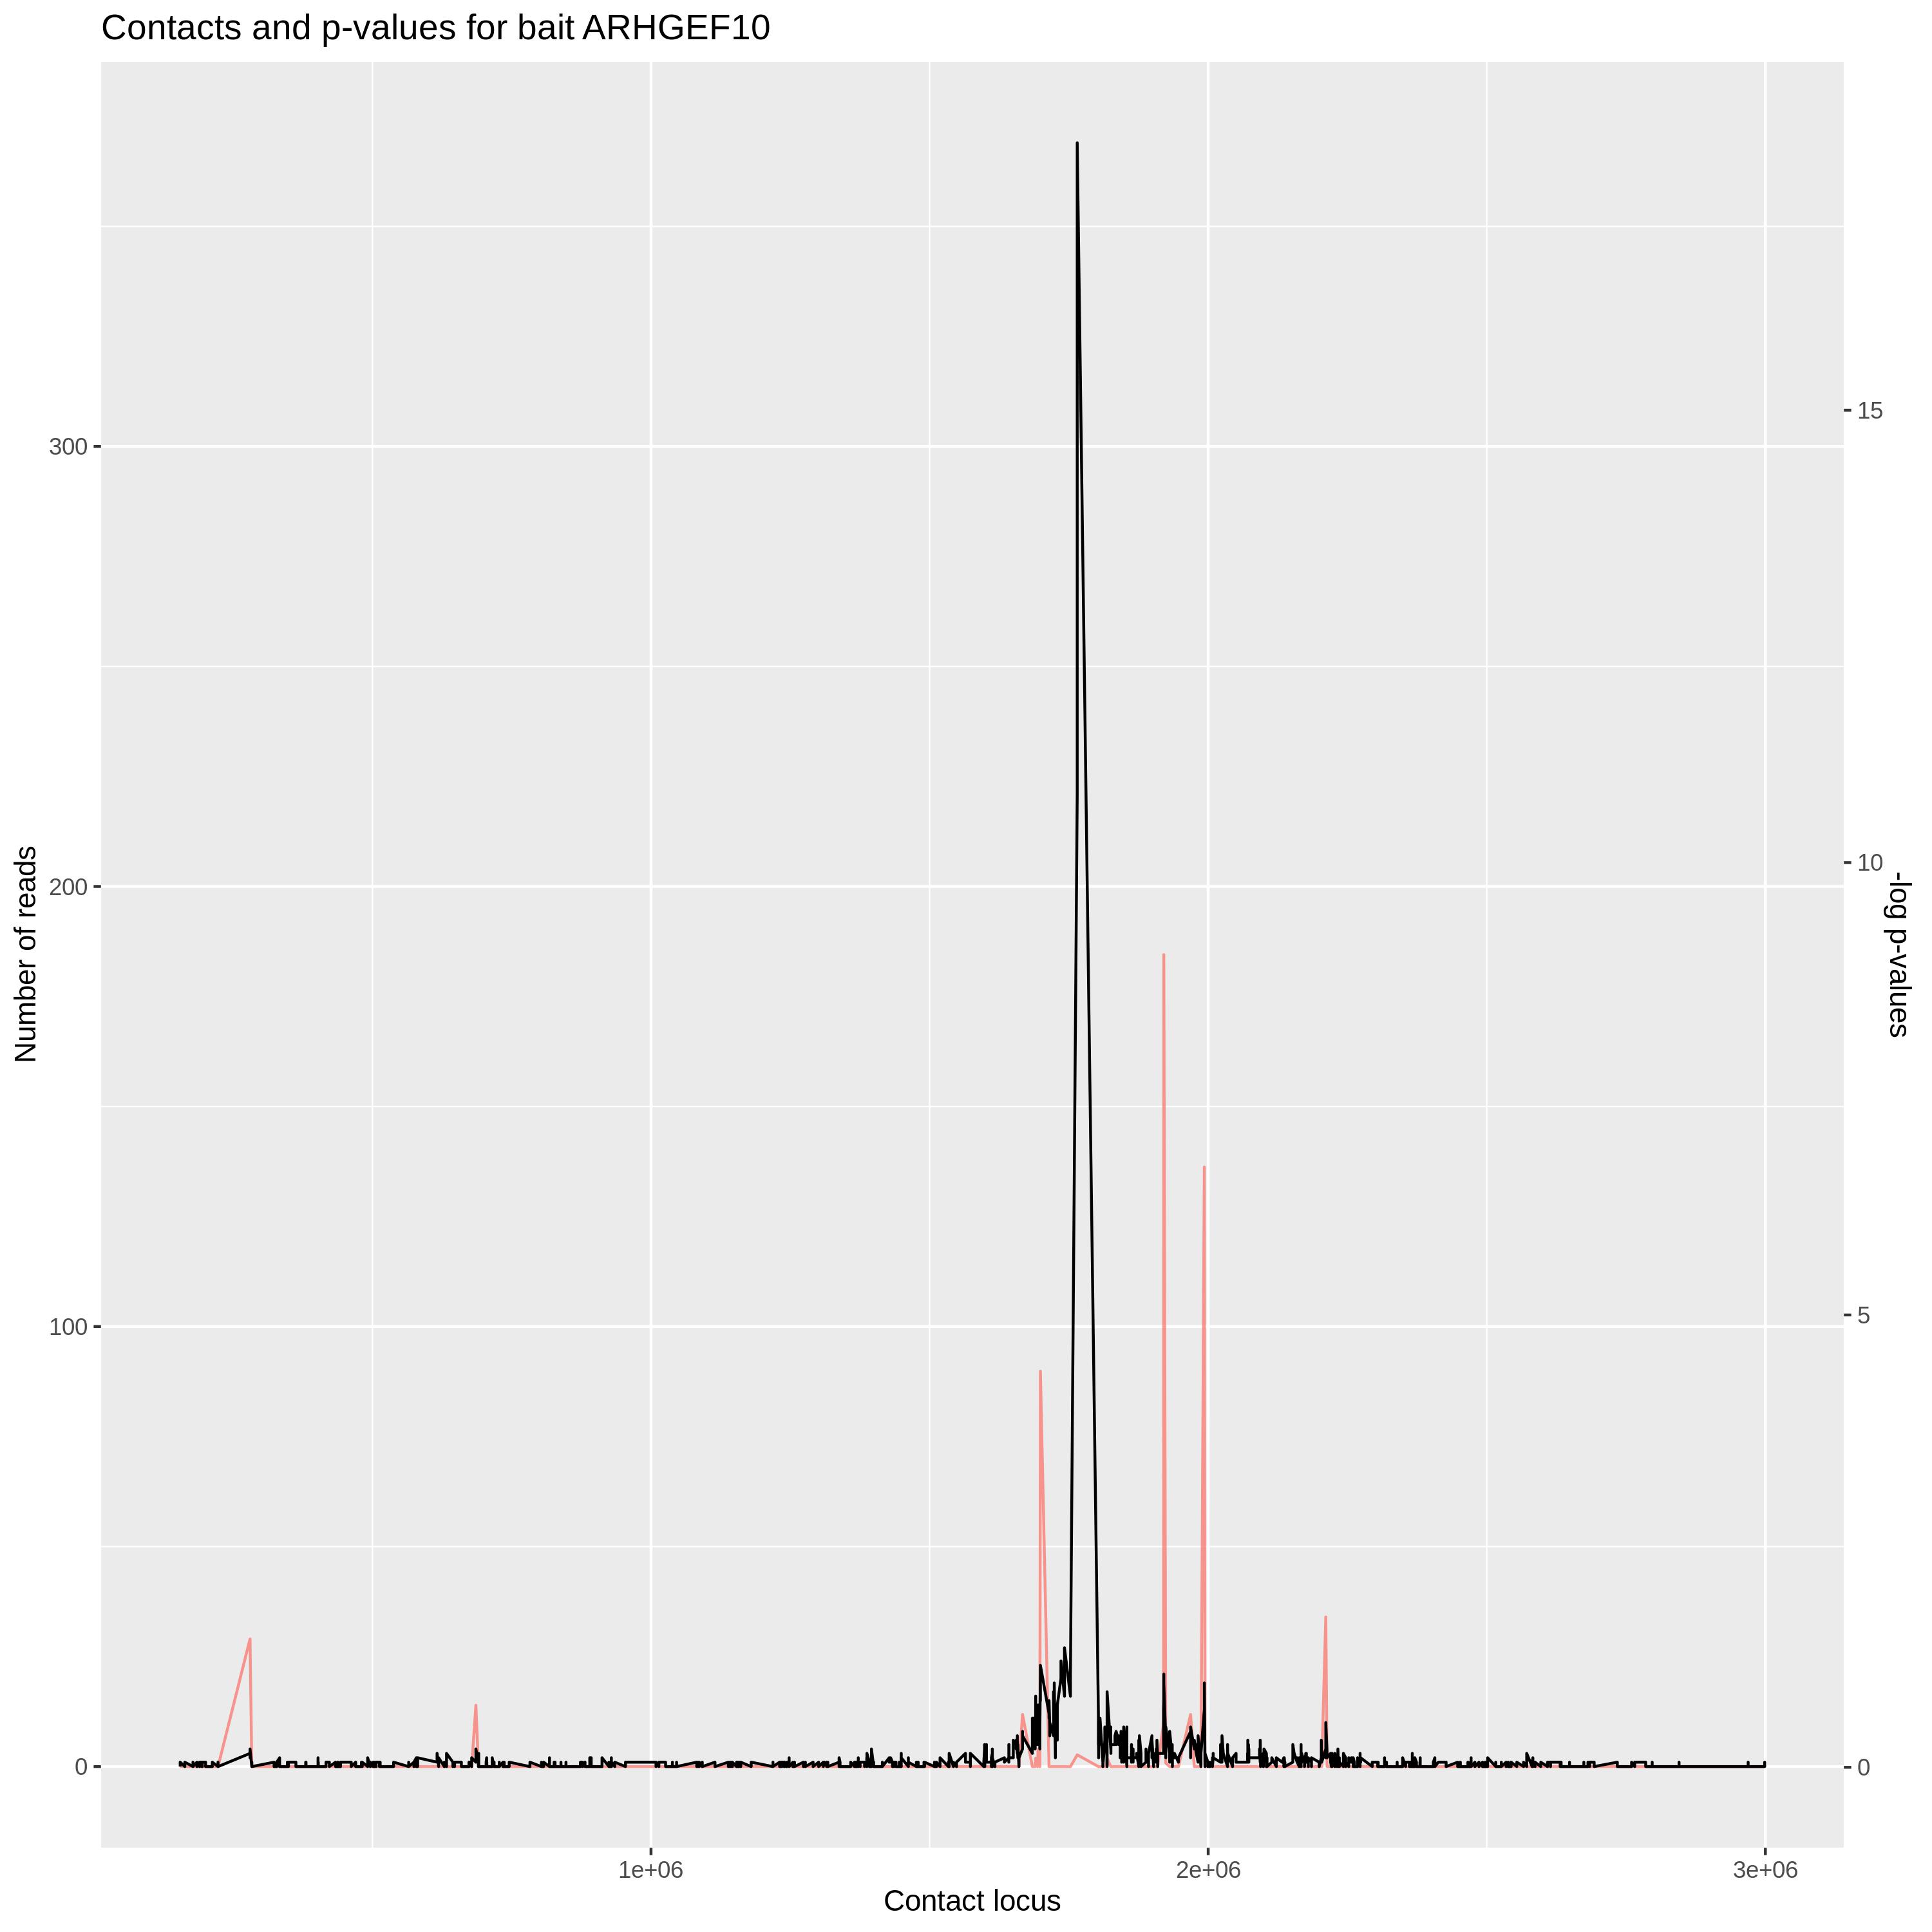 Contacts and p-values for bait ARHGEF10
Number of reads
300
200
100
0
15
10
5
0
-log p-values
1e+06
2e+06
3e+06
Contact locus